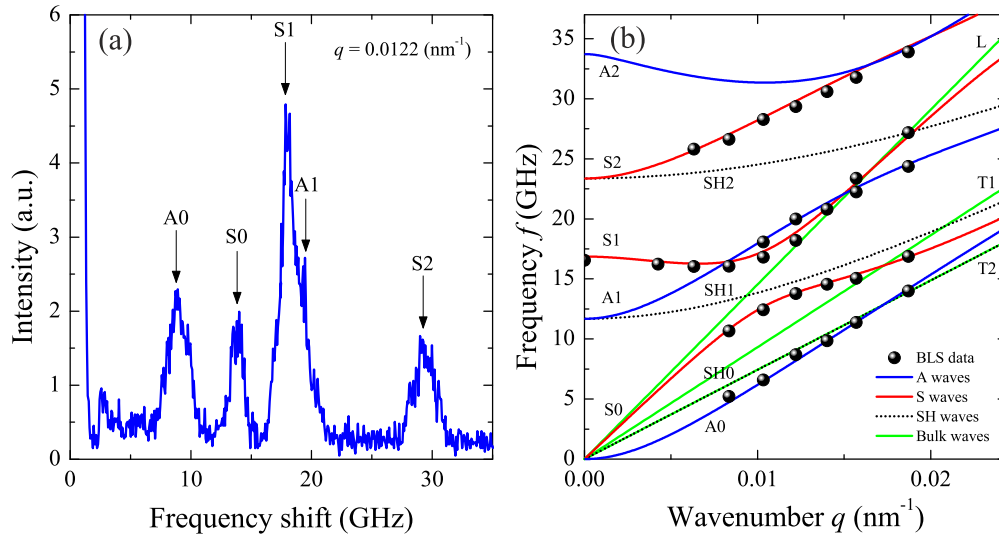 (a)
q = 0.0122 (nm⁻¹)
S1
A1
A0
S0
S2
Intensity (a.u.)
6
5
4
3
2
1
0
0 10 20 30
Frequency shift (GHz)
(b)
L
A2
S2
SH2
S1
T1
A1
SH1
T2
SH0
S0
A0
BLS data
A waves
S waves
SH waves
Bulk waves
Frequency f (GHz)
35
30
25
20
15
10
5
0
0.00 0.01 0.02
Wavenumber q (nm⁻¹)